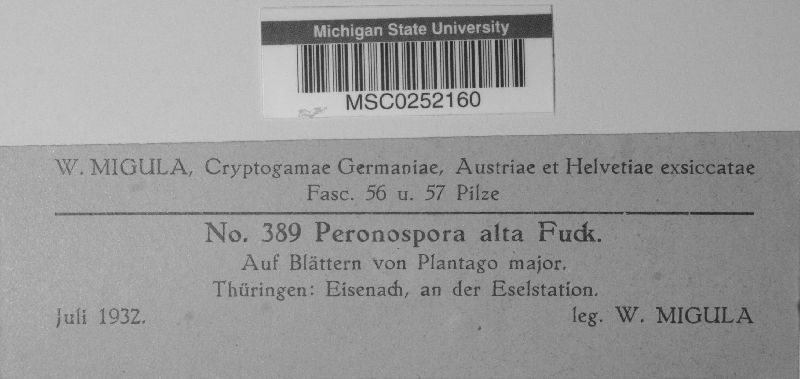 Michigan State University
MSC0252160
W. MIGULA, Cryptogamae Germaniae, Austriae et Helvetiae exsiccatae
Fasc. 56 u. 57 Pilze
No. 389 Peronospora alta Fuck.
Auf Blättern von Plantago major.
Thüringen: Eisenach, an der Eselstation.
Juli 1932. leg. W. MIGULA